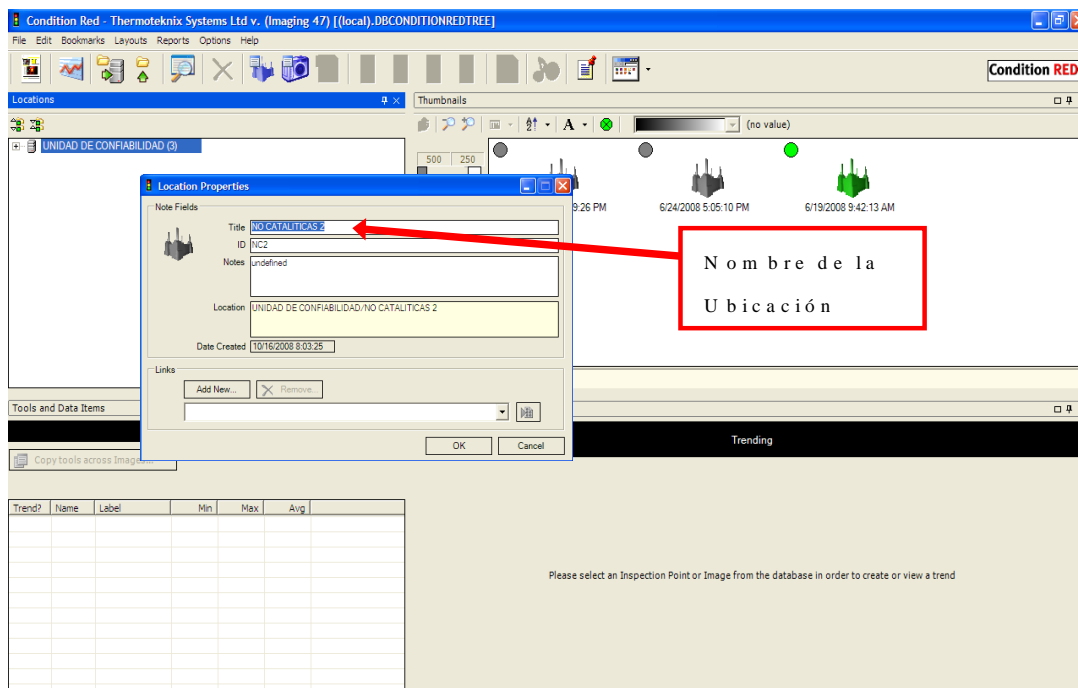 Condition Red - Thermoteknix Systems Ltd v. (Imaging 47) [(local).DBCONDITIONREDTREE]
File Edit Bookmarks Layouts Reports Options Help
Condition RED
Locations
UNIDAD DE CONFIABILIDAD (3)
Thumbnails
A
(no value)
500 250
9:26 PM
6/24/2008 5:05:10 PM
6/19/2008 9:42:13 AM
Location Properties
Note Fields
Title NO CATALITICAS 2
ID NC2
Notes undefined
Location UNIDAD DE CONFIABILIDAD/NO CATALITICAS 2
Date Created 10/16/2008 8:03:25
Links
Add New... Remove...
OK Cancel
Nombre de la
Ubicación
Tools and Data Items
Copy tools across Images...
Trend? Name Label Min Max Avg
Trending
Please select an Inspection Point or Image from the database in order to create or view a trend